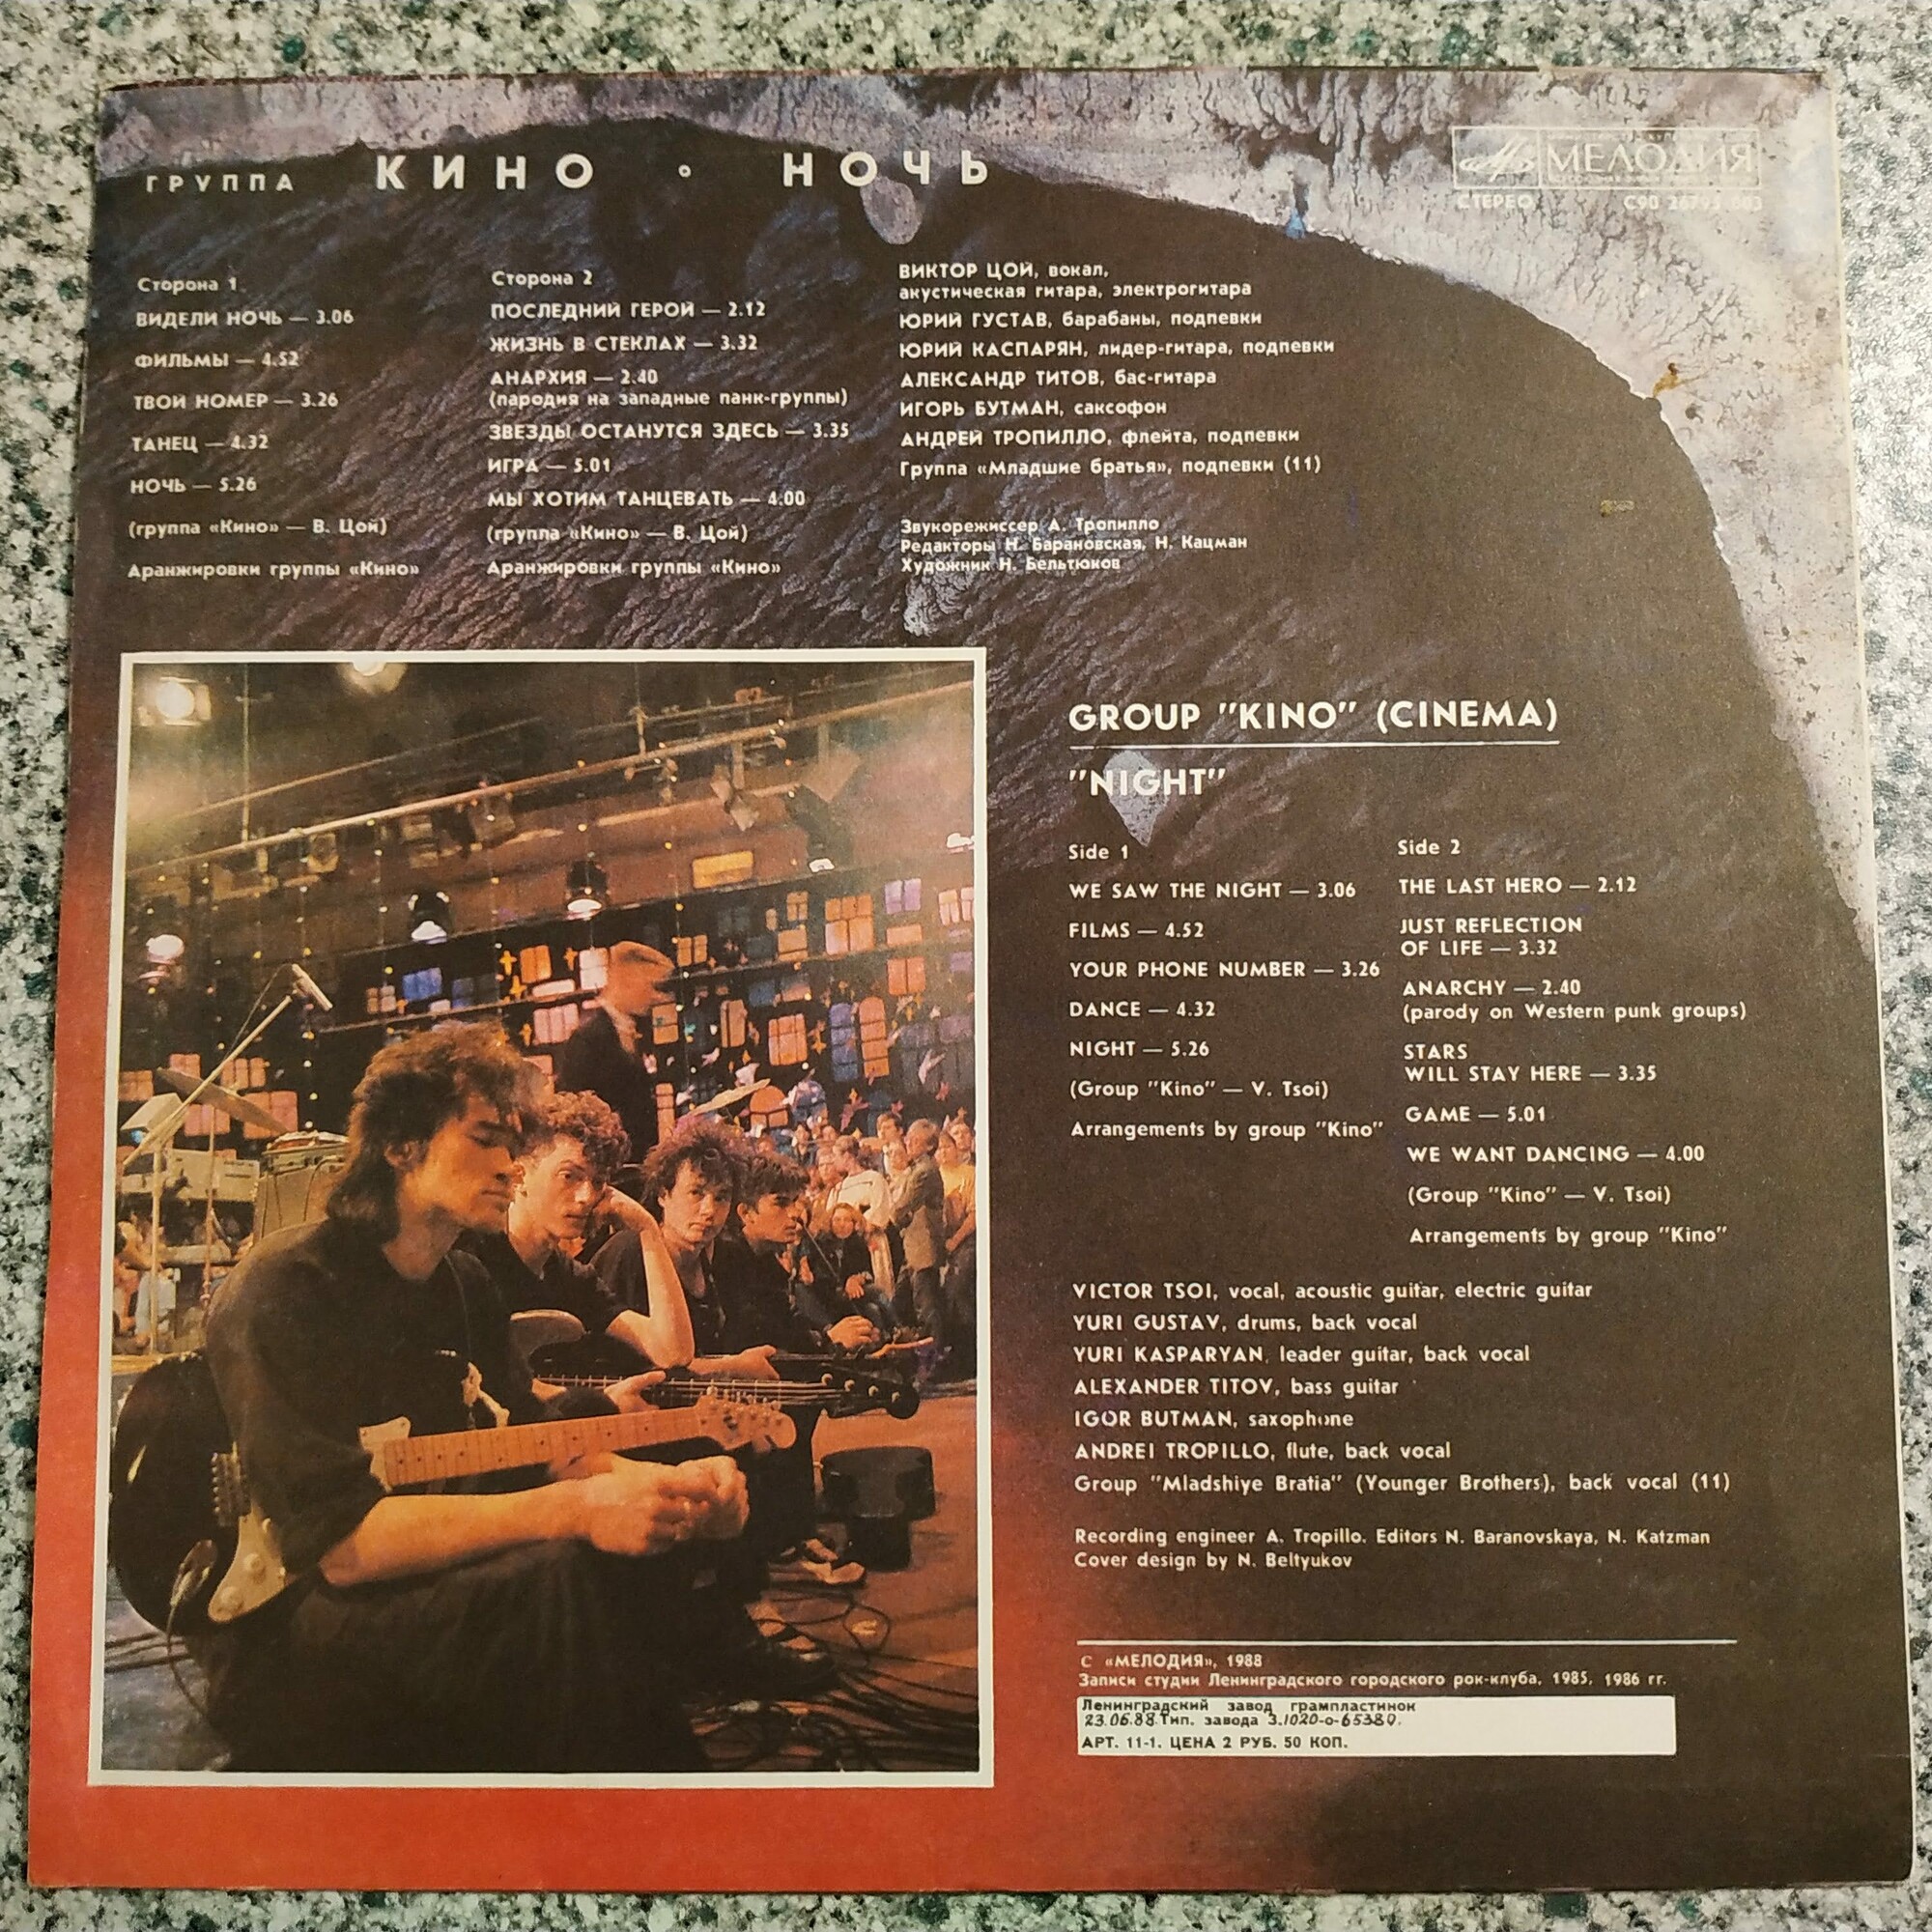 ГРУППА КИНО • НОЧЬ
МЕЛОДИЯ
СТЕРЕО
Сторона 1
ВИДЕЛИ НОЧЬ — 3.06
ФИЛЬМЫ — 4.52
ТВОЙ НОМЕР — 3.26
ТАНЕЦ — 4.32
НОЧЬ — 5.26
(группа «Кино» — В. Цой)
Аранжировки группы «Кино»
Сторона 2
ПОСЛЕДНИЙ ГЕРОЙ — 2.12
ЖИЗНЬ В СТЕКЛАХ — 3.32
АНАРХИЯ — 2.40
(пародия на западные панк-группы)
ЗВЕЗДЫ ОСТАНУТСЯ ЗДЕСЬ — 3.35
ИГРА — 5.01
МЫ ХОТИМ ТАНЦЕВАТЬ — 4.00
(группа «Кино» — В. Цой)
Аранжировки группы «Кино»
ВИКТОР ЦОЙ, вокал,
акустическая гитара, электрогитара
ЮРИЙ ГУСТАВ, барабаны, подпевки
ЮРИЙ КАСПАРЯН, лидер-гитара, подпевки
АЛЕКСАНДР ТИТОВ, бас-гитара
ИГОРЬ БУТМАН, саксофон
АНДРЕЙ ТРОПИЛЛО, флейта, подпевки
Группа «Младшие братья», подпевки (11)
Звукорежиссер А. Тропилло
Редакторы Н. Барановская, Н. Кацман
Художник Н. Бельтюков
GROUP "KINO" (CINEMA)
"NIGHT"
Side 1
WE SAW THE NIGHT — 3.06
FILMS — 4.52
YOUR PHONE NUMBER — 3.26
DANCE — 4.32
NIGHT — 5.26
(Group "Kino" — V. Tsoi)
Arrangements by group "Kino"
Side 2
THE LAST HERO — 2.12
JUST REFLECTION
OF LIFE — 3.32
ANARCHY — 2.40
(parody on Western punk groups)
STARS
WILL STAY HERE — 3.35
GAME — 5.01
WE WANT DANCING — 4.00
(Group "Kino" — V. Tsoi)
Arrangements by group "Kino"
VICTOR TSOI, vocal, acoustic guitar, electric guitar
YURI GUSTAV, drums, back vocal
YURI KASPARYAN, leader guitar, back vocal
ALEXANDER TITOV, bass guitar
IGOR BUTMAN, saxophone
ANDREI TROPILLO, flute, back vocal
Group "Mladshiye Bratia" (Younger Brothers), back vocal (11)
Recording engineer A. Tropillo. Editors N. Baranovskaya, N. Katzman
Cover design by N. Beltyukov
С «МЕЛОДИЯ», 1988
Записи студии Ленинградского городского рок-клуба, 1985, 1986 гг.
Ленинградский завод грампластинок
23.06.88.Тип. завода З.1020-о-65380.
АРТ. 11-1. ЦЕНА 2 РУБ. 50 КОП.